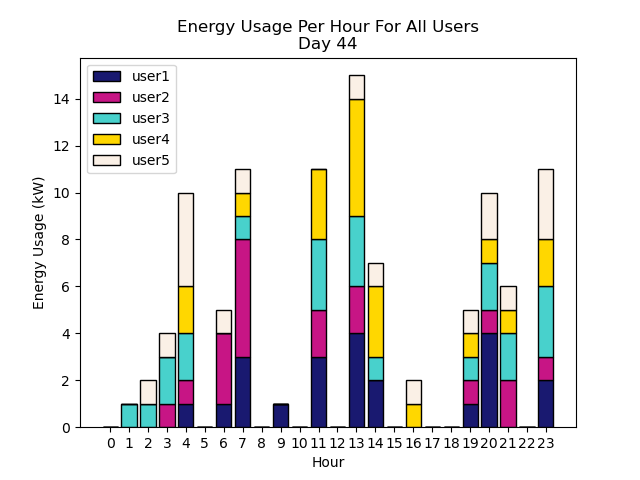 Energy Usage Per Hour For All Users
Day 44
user1
user2
user3
user4
user5
14
12
10
8
6
4
2
0
Energy Usage (kW)
0 1 2 3 4 5 6 7 8 9 10 11 12 13 14 15 16 17 18 19 20 21 22 23
Hour